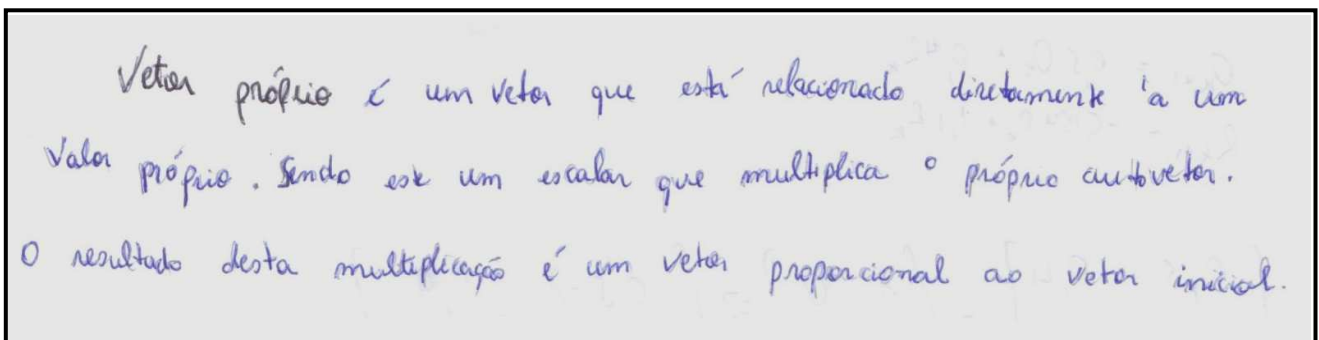 Vetor próprio é um vetor que está relacionado diretamente à um
Valor próprio. Sendo este um escalar que multiplica o próprio autovetor.
O resultado desta multiplicação é um vetor proporcional ao vetor inicial.